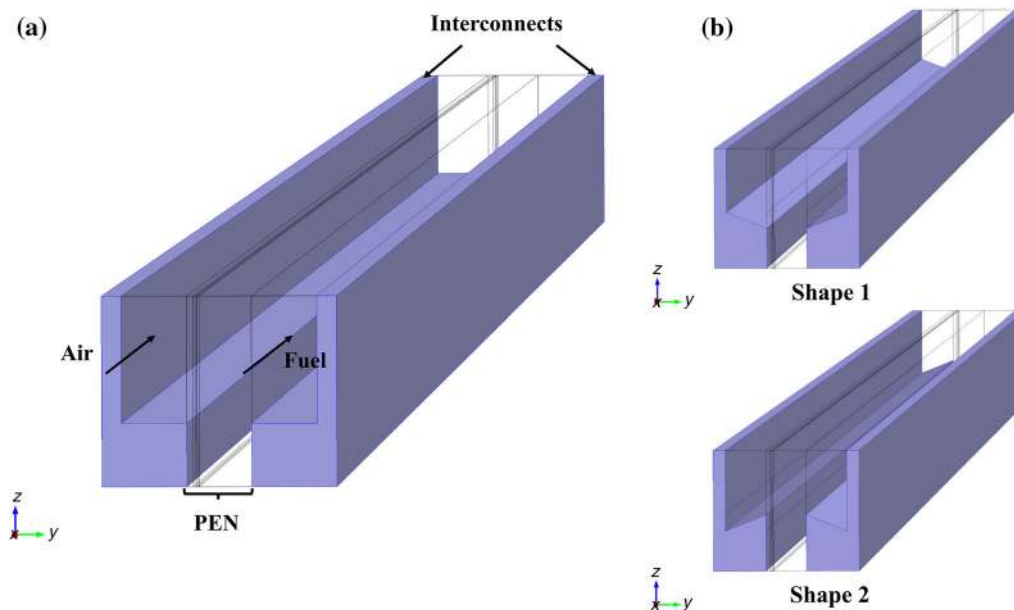 (a)
Interconnects
Air
Fuel
PEN
z
x
y
(b)
z
x
y
Shape 1
z
x
y
Shape 2